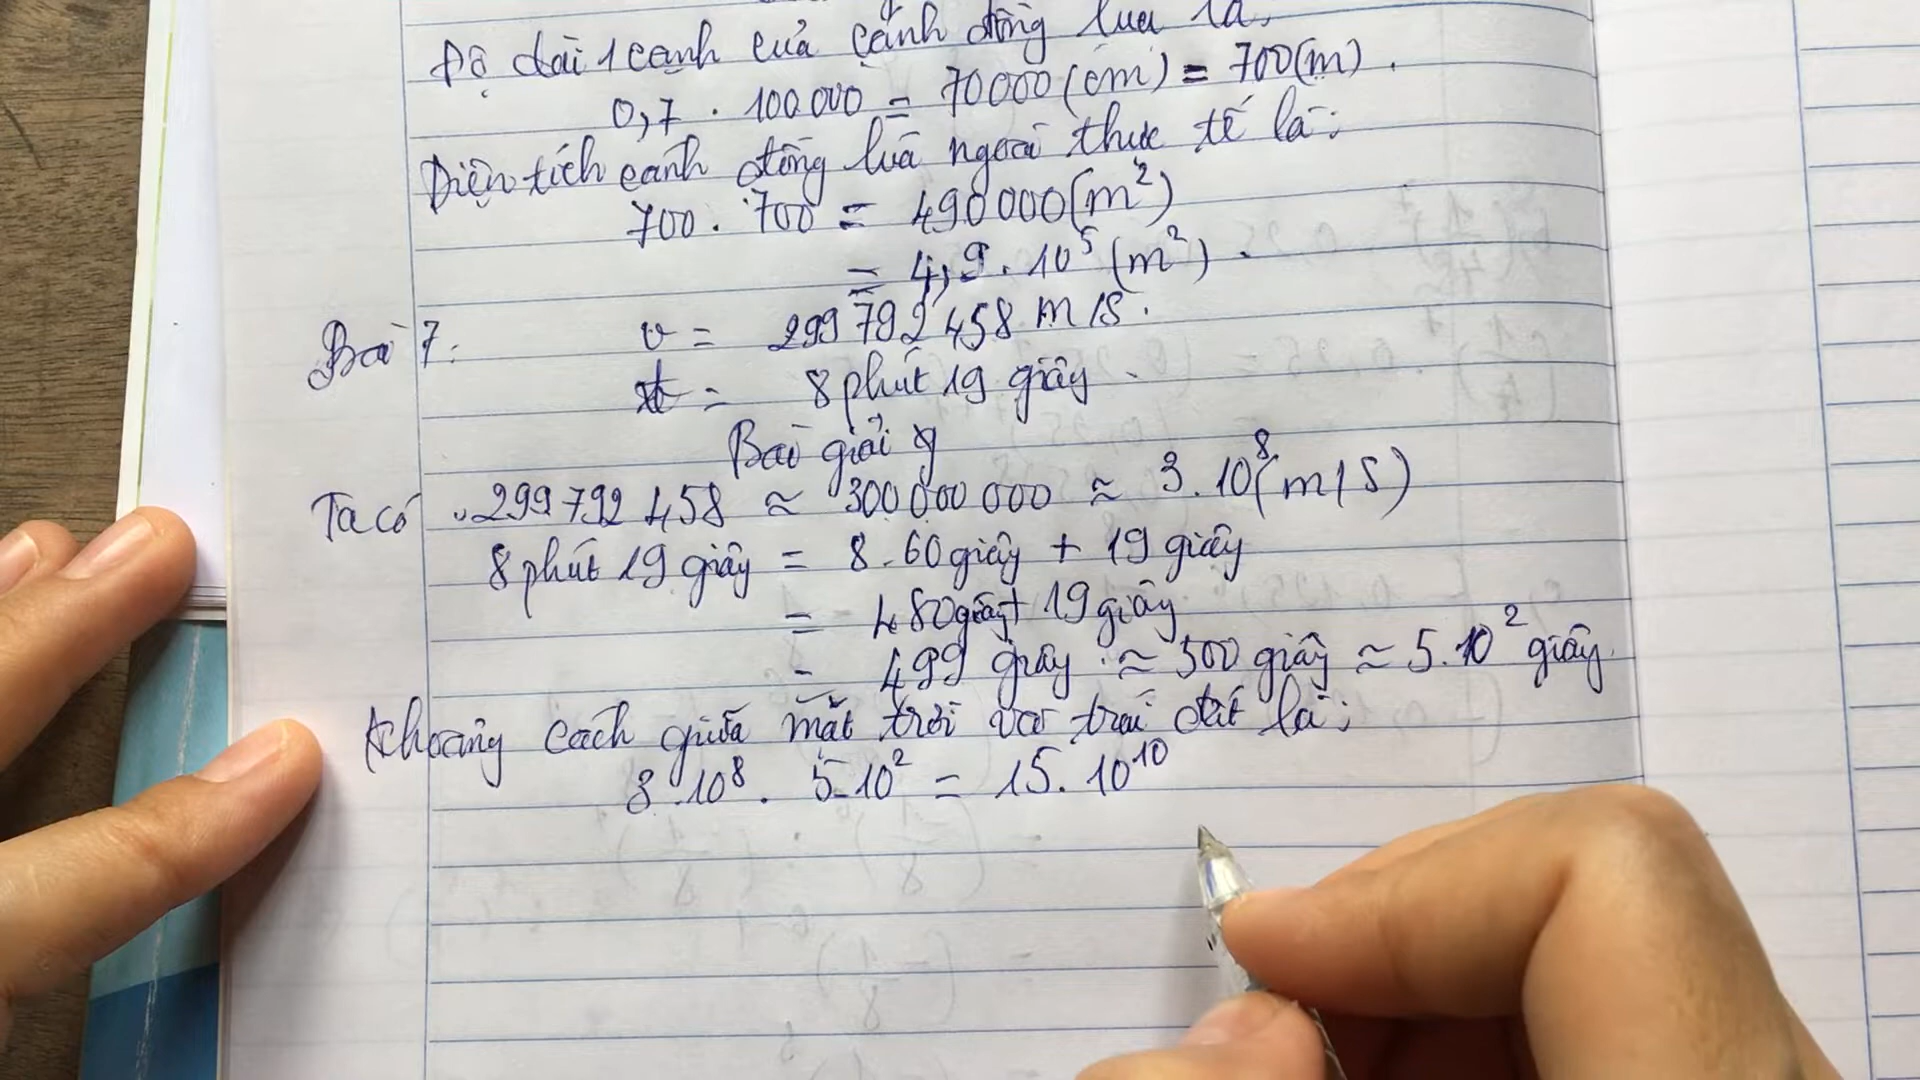 Độ dài 1 cạnh của cánh đồng lúa là:
0,7 . 100 000 = 70000 (cm) = 700(m).
Diện tích cánh đồng lúa ngoài thực tế là:
700 . 700 = 490 000 (m²)
= 4,9 . 10⁵ (m²).
Bài 7: v = 299 792 458 m/s.
t = 8 phút 19 giây.
Bài giải
Ta có 299 792 458 ≈ 300 000 000 ≈ 3.10⁸ (m/s)
8 phút 19 giây = 8.60 giây + 19 giây
= 480 giây + 19 giây
= 499 giây ≈ 500 giây ≈ 5.10² giây.
Khoảng cách giữa mặt trời và trái đất là:
3.10⁸ . 5.10² = 15.10¹⁰